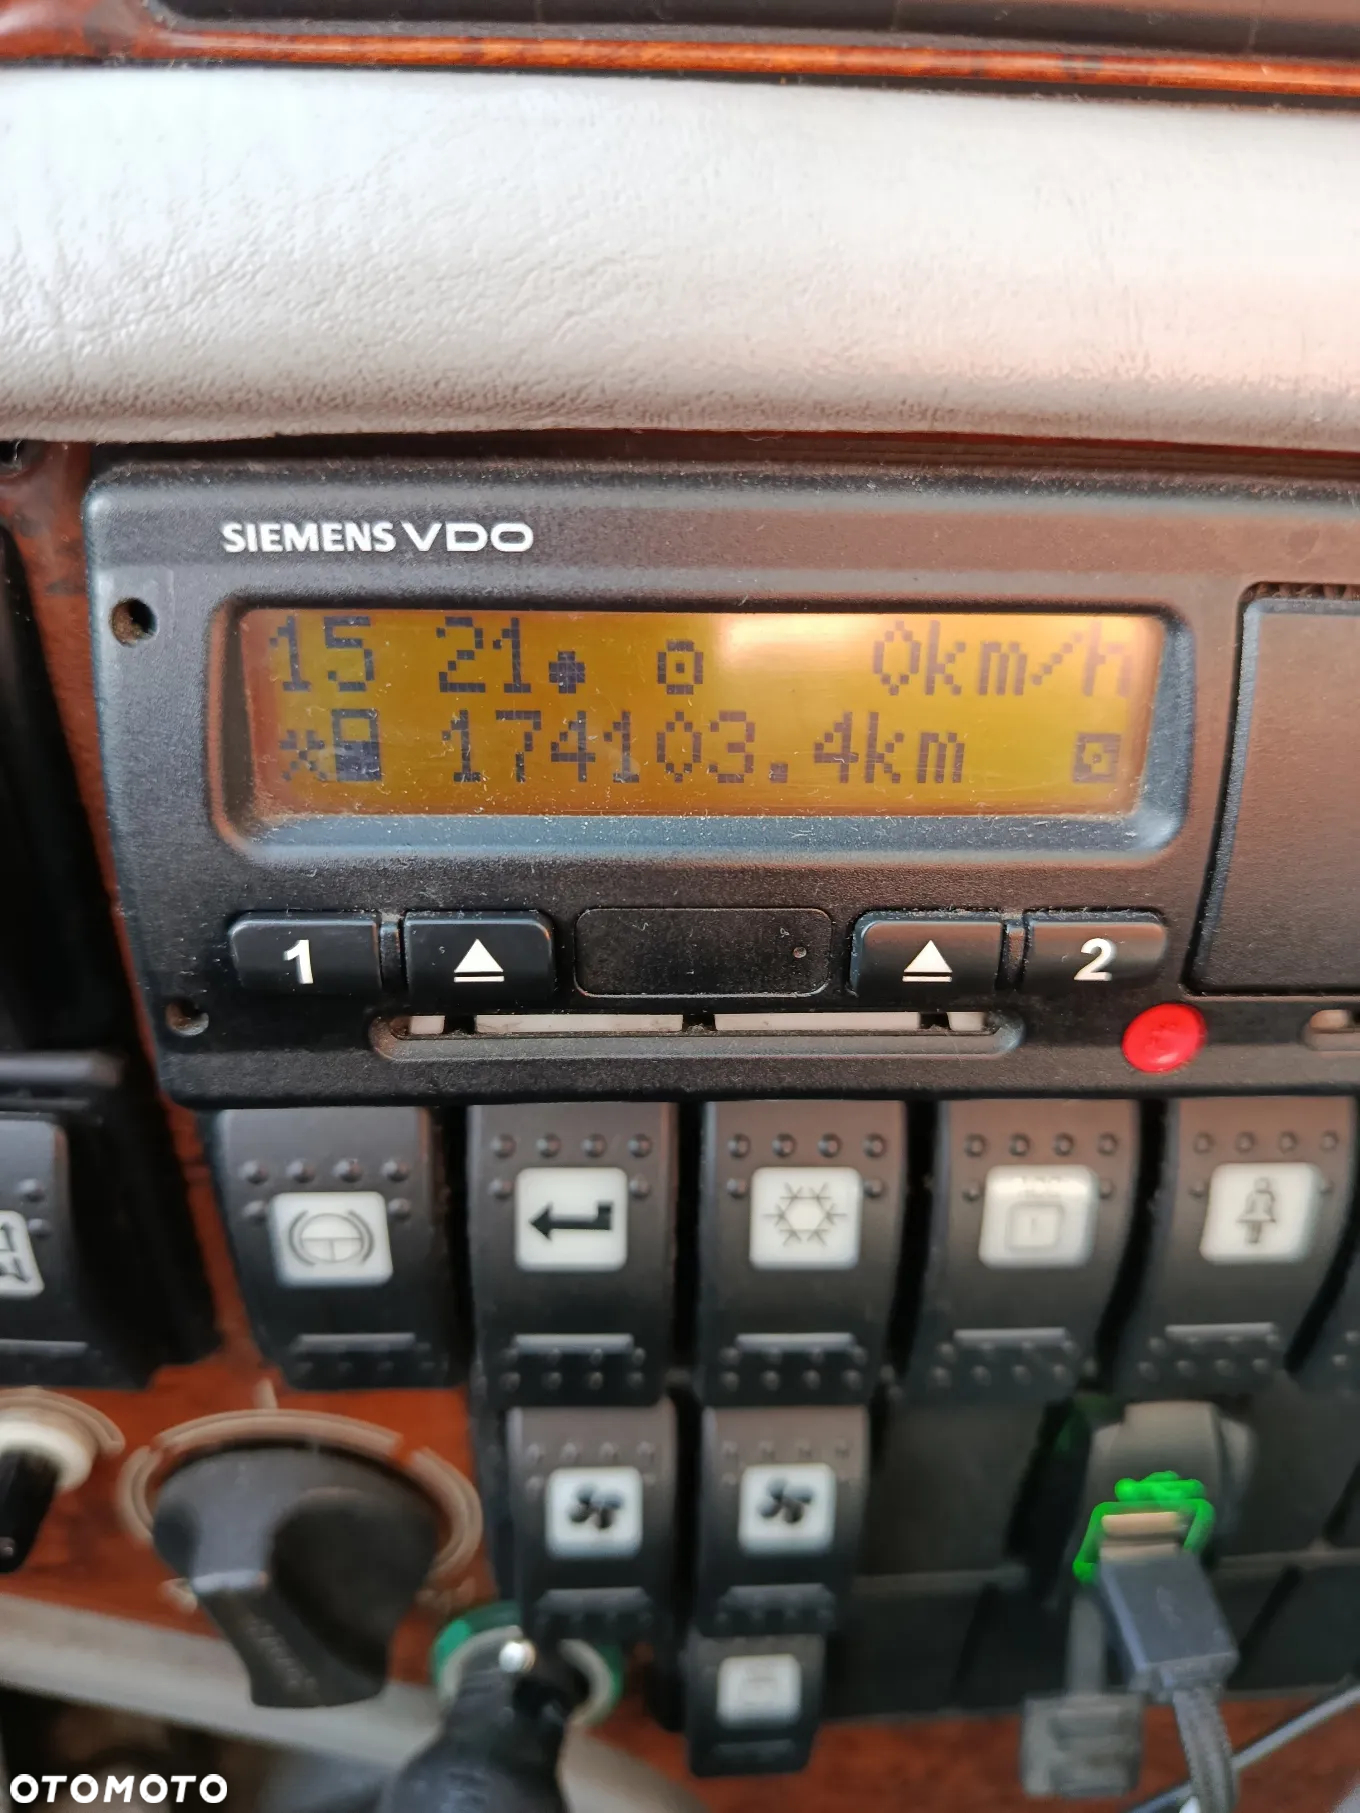 SIEMENS VDO
15 21 0km/h
174103.4km
1 2
OTOMOTO